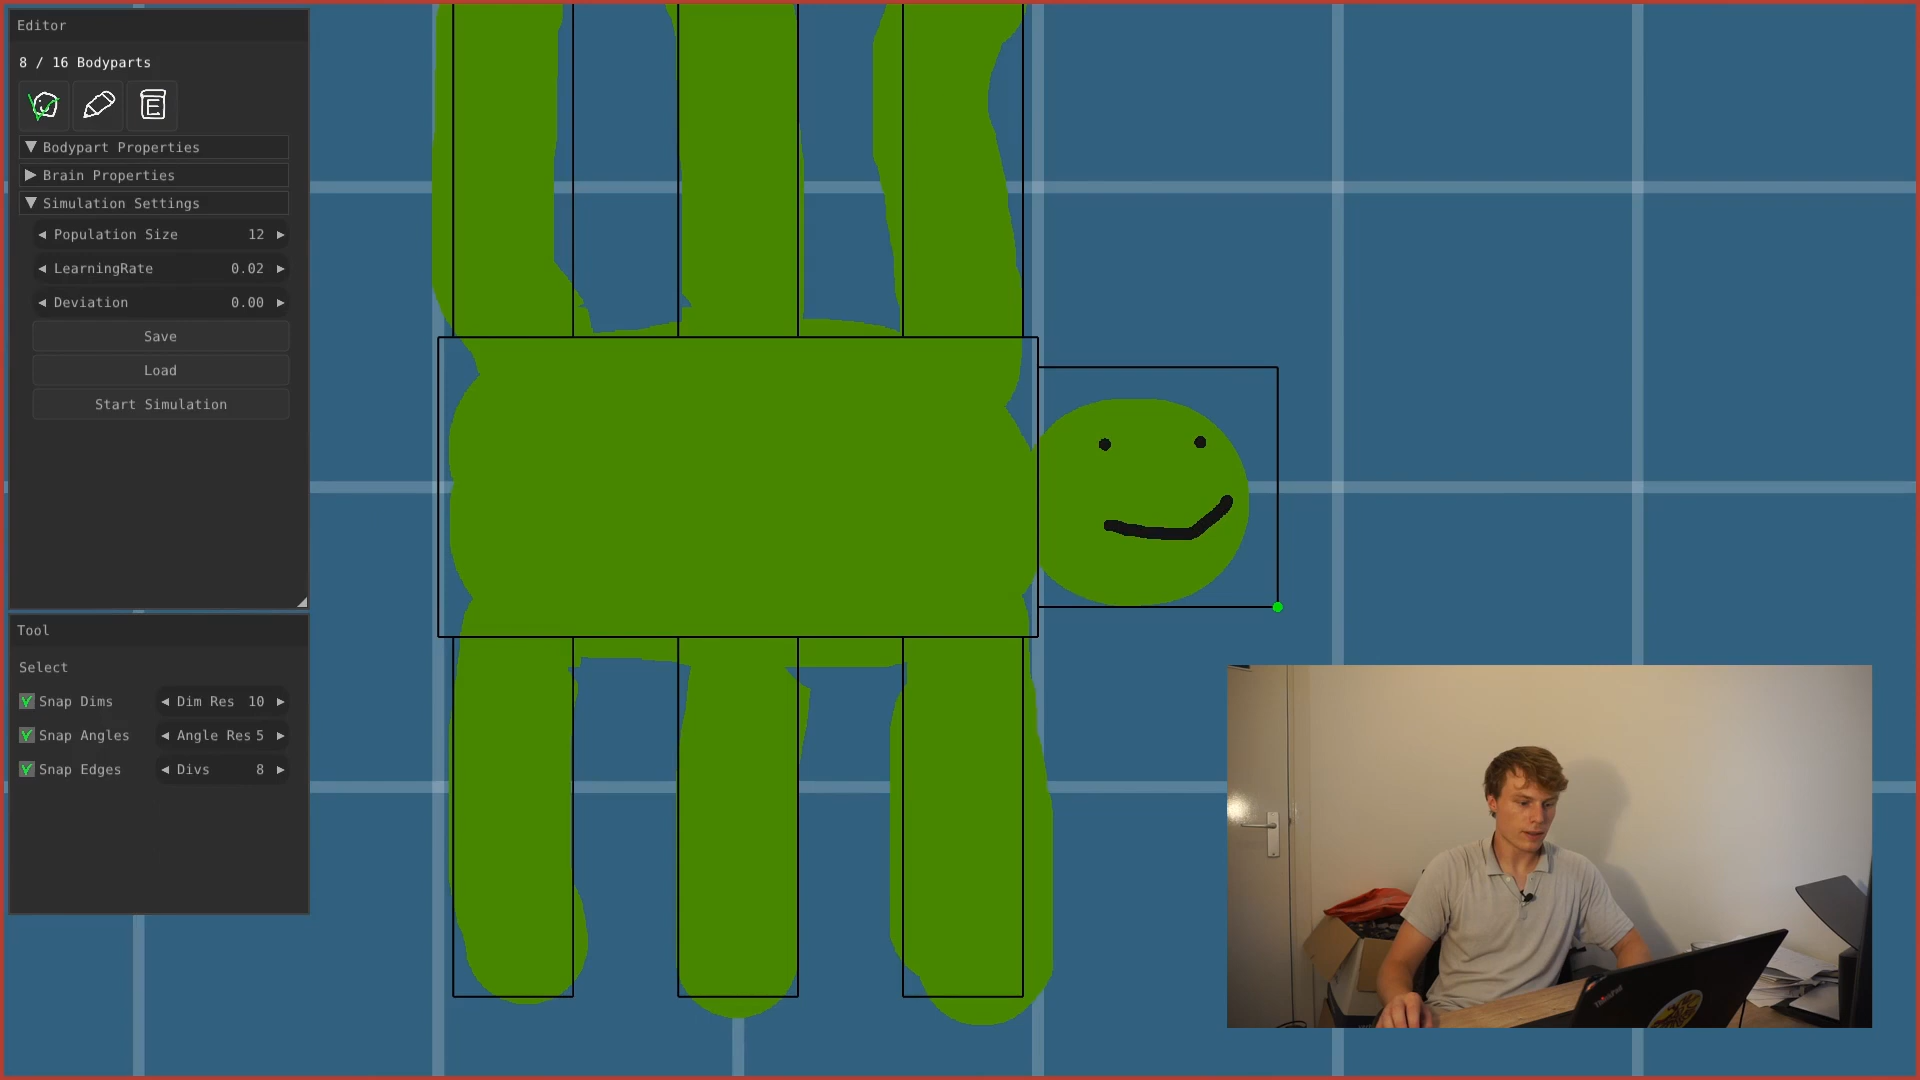 Editor
8 / 16 Bodyparts
E
Bodypart Properties
Brain Properties
Simulation Settings
Population Size 12
LearningRate 0.02
Deviation 0.00
Save
Load
Start Simulation
Tool
Select
Snap Dims Dim Res 10
Snap Angles Angle Res 5
Snap Edges Divs 8
ThinkPad